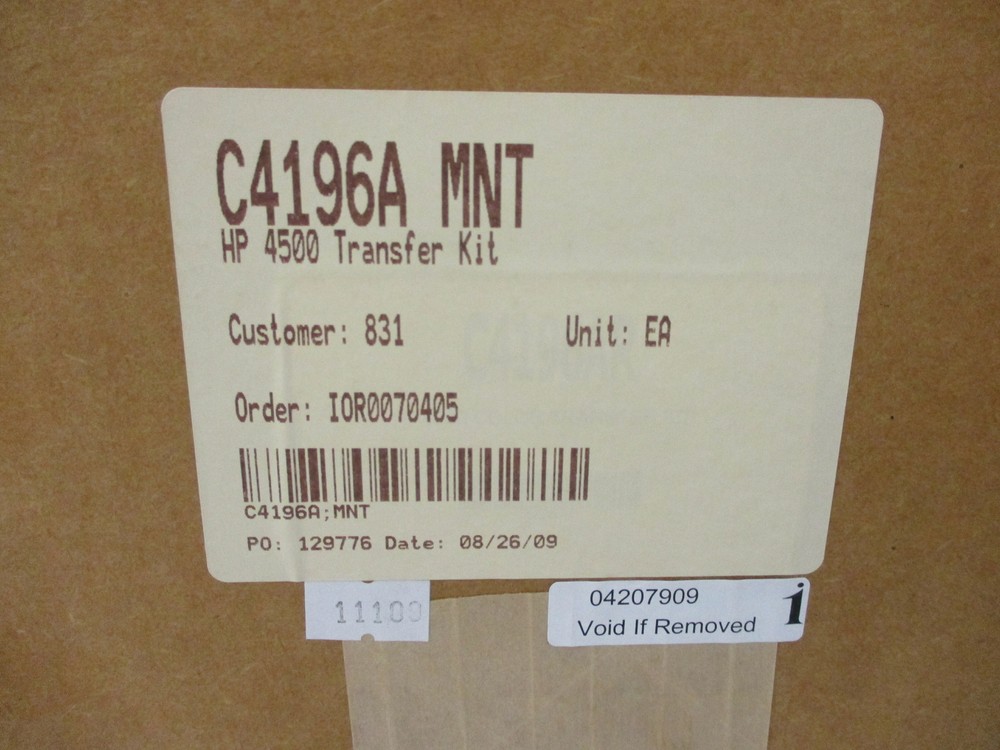 C4196A MNT
HP 4500 Transfer Kit
Customer: 831 Unit: EA
Order: IOR0070405
C4196A;MNT
PO: 129776 Date: 08/26/09
04207909
Void If Removed
i